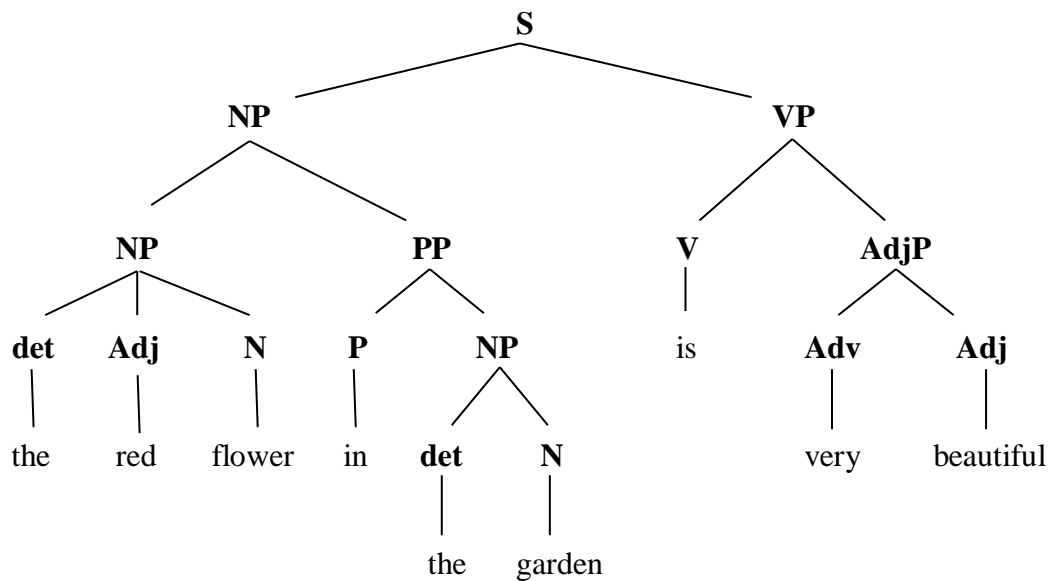 S
NP VP
NP PP V AdjP
det Adj N P NP is Adv Adj
the red flower in det N very beautiful
the garden